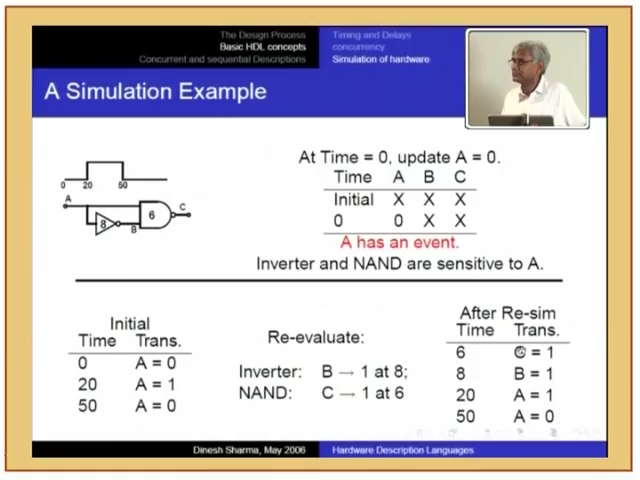 The Design Process
Basic HDL concepts
Concurrent and sequential Descriptions
Timing and Delays
concurrency
Simulation of hardware
A Simulation Example
0 20 50
A
8
B
6
C
At Time = 0, update A = 0.
Time A B C
Initial X X X
0 0 X X
A has an event.
Inverter and NAND are sensitive to A.
Initial
Time Trans.
0 A = 0
20 A = 1
50 A = 0
Re-evaluate:
Inverter: B → 1 at 8;
NAND: C → 1 at 6
After Re-sim
Time Trans.
6 C = 1
8 B = 1
20 A = 1
50 A = 0
Dinesh Sharma, May 2006
Hardware Description Languages